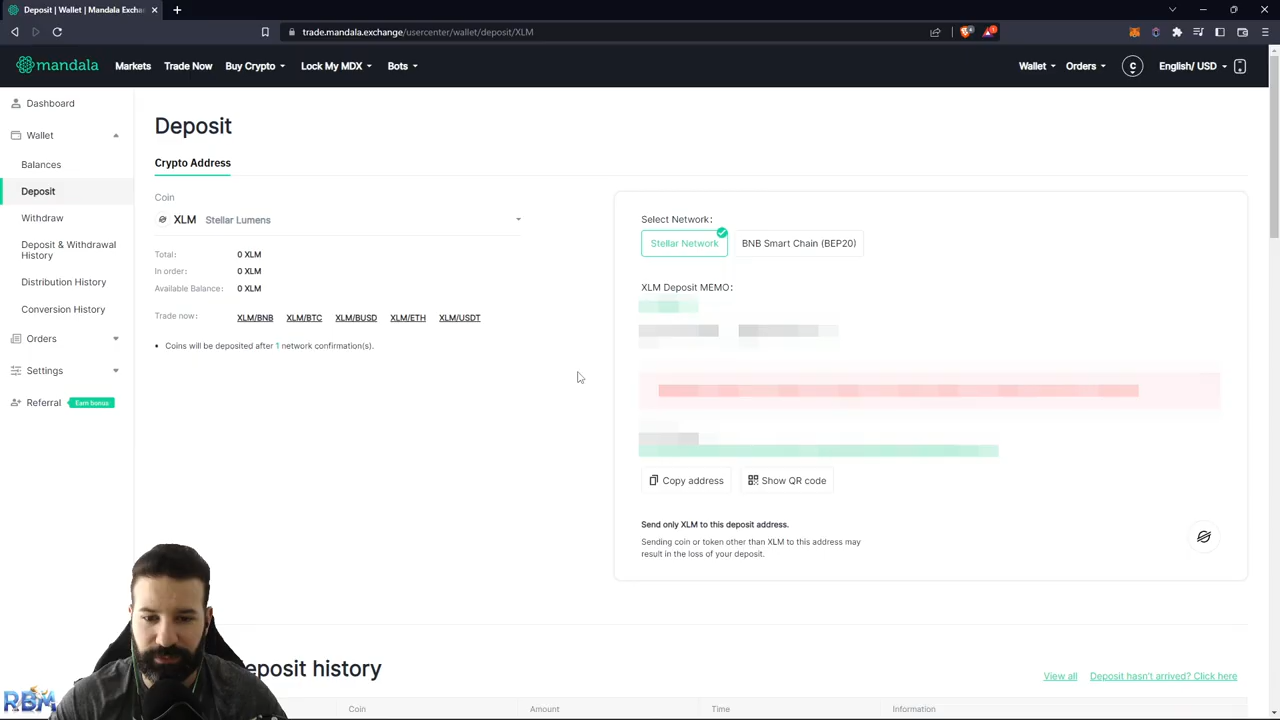 Deposit | Wallet | Mandala Excha
trade.mandala.exchange/usercenter/wallet/deposit/XLM
mandala
Markets
Trade Now
Buy Crypto
Lock My MDX
Bots
Wallet
Orders
English/ USD
Dashboard
Wallet
Balances
Deposit
Withdraw
Deposit & Withdrawal
History
Distribution History
Conversion History
Orders
Settings
Referral Earn bonus
Deposit
Crypto Address
Coin
XLM Stellar Lumens
Total: 0 XLM
In order: 0 XLM
Available Balance: 0 XLM
Trade now: XLM/BNB XLM/BTC XLM/BUSD XLM/ETH XLM/USDT
• Coins will be deposited after 1 network confirmation(s).
Select Network:
Stellar Network
BNB Smart Chain (BEP20)
XLM Deposit MEMO:
Copy address
Show QR code
Send only XLM to this deposit address.
Sending coin or token other than XLM to this address may
result in the loss of your deposit.
history
View all
Deposit hasn't arrived? Click here
Coin
Amount
Time
Information
RBM